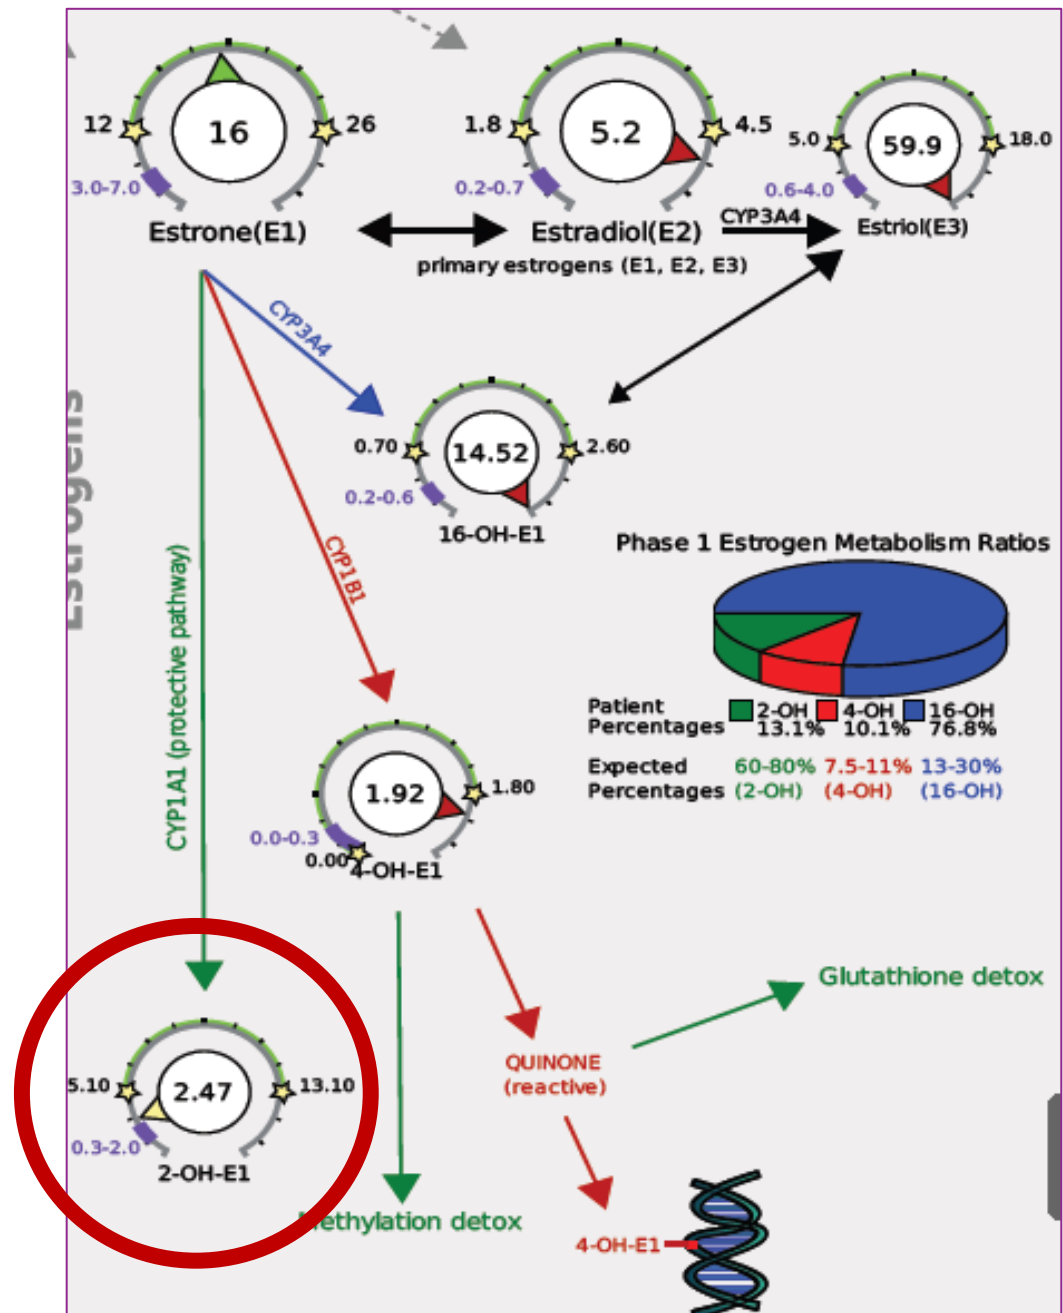 12
16
26
3.0-7.0
Estrone(E1)
1.8
5.2
4.5
0.2-0.7
Estradiol(E2)
CYP3A4
5.0
59.9
18.0
0.6-4.0
Estriol(E3)
primary estrogens (E1, E2, E3)
CYP3A4
Estrogens
0.70
14.52
2.60
0.2-0.6
16-OH-E1
CYP1B1
CYP1A1 (protective pathway)
Phase 1 Estrogen Metabolism Ratios
Patient 2-OH 4-OH 16-OH
Percentages 13.1% 10.1% 76.8%
Expected 60-80% 7.5-11% 13-30%
Percentages (2-OH) (4-OH) (16-OH)
1.92
1.80
0.0-0.3
0.00
4-OH-E1
Glutathione detox
QUINONE
(reactive)
5.10
2.47
13.10
0.3-2.0
2-OH-E1
Methylation detox
4-OH-E1